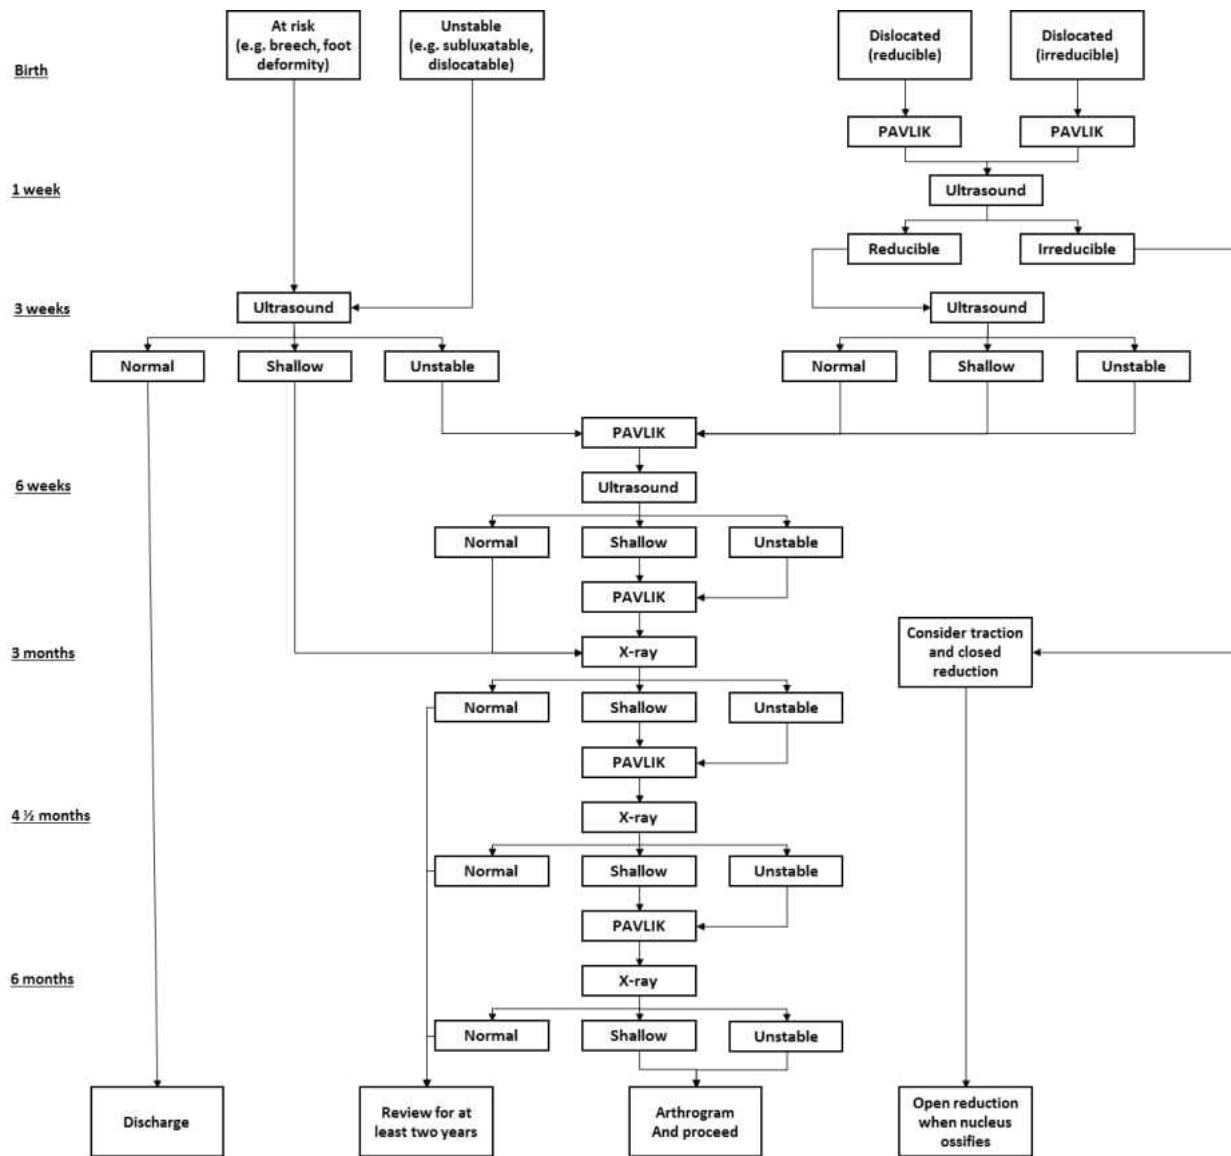 At risk
(e.g. breech, foot
deformity)
Unstable
(e.g. subluxatable,
dislocatable)
Dislocated
(reducible)
Dislocated
(irreducible)
Birth
PAVLIK
PAVLIK
1 week
Ultrasound
Reducible
Irreducible
3 weeks
Ultrasound
Ultrasound
Normal
Shallow
Unstable
Normal
Shallow
Unstable
PAVLIK
6 weeks
Ultrasound
Normal
Shallow
Unstable
PAVLIK
3 months
X-ray
Consider traction
and closed
reduction
Normal
Shallow
Unstable
PAVLIK
4 ½ months
X-ray
Normal
Shallow
Unstable
PAVLIK
6 months
X-ray
Normal
Shallow
Unstable
Discharge
Review for at
least two years
Arthrogram
And proceed
Open reduction
when nucleus
ossifies